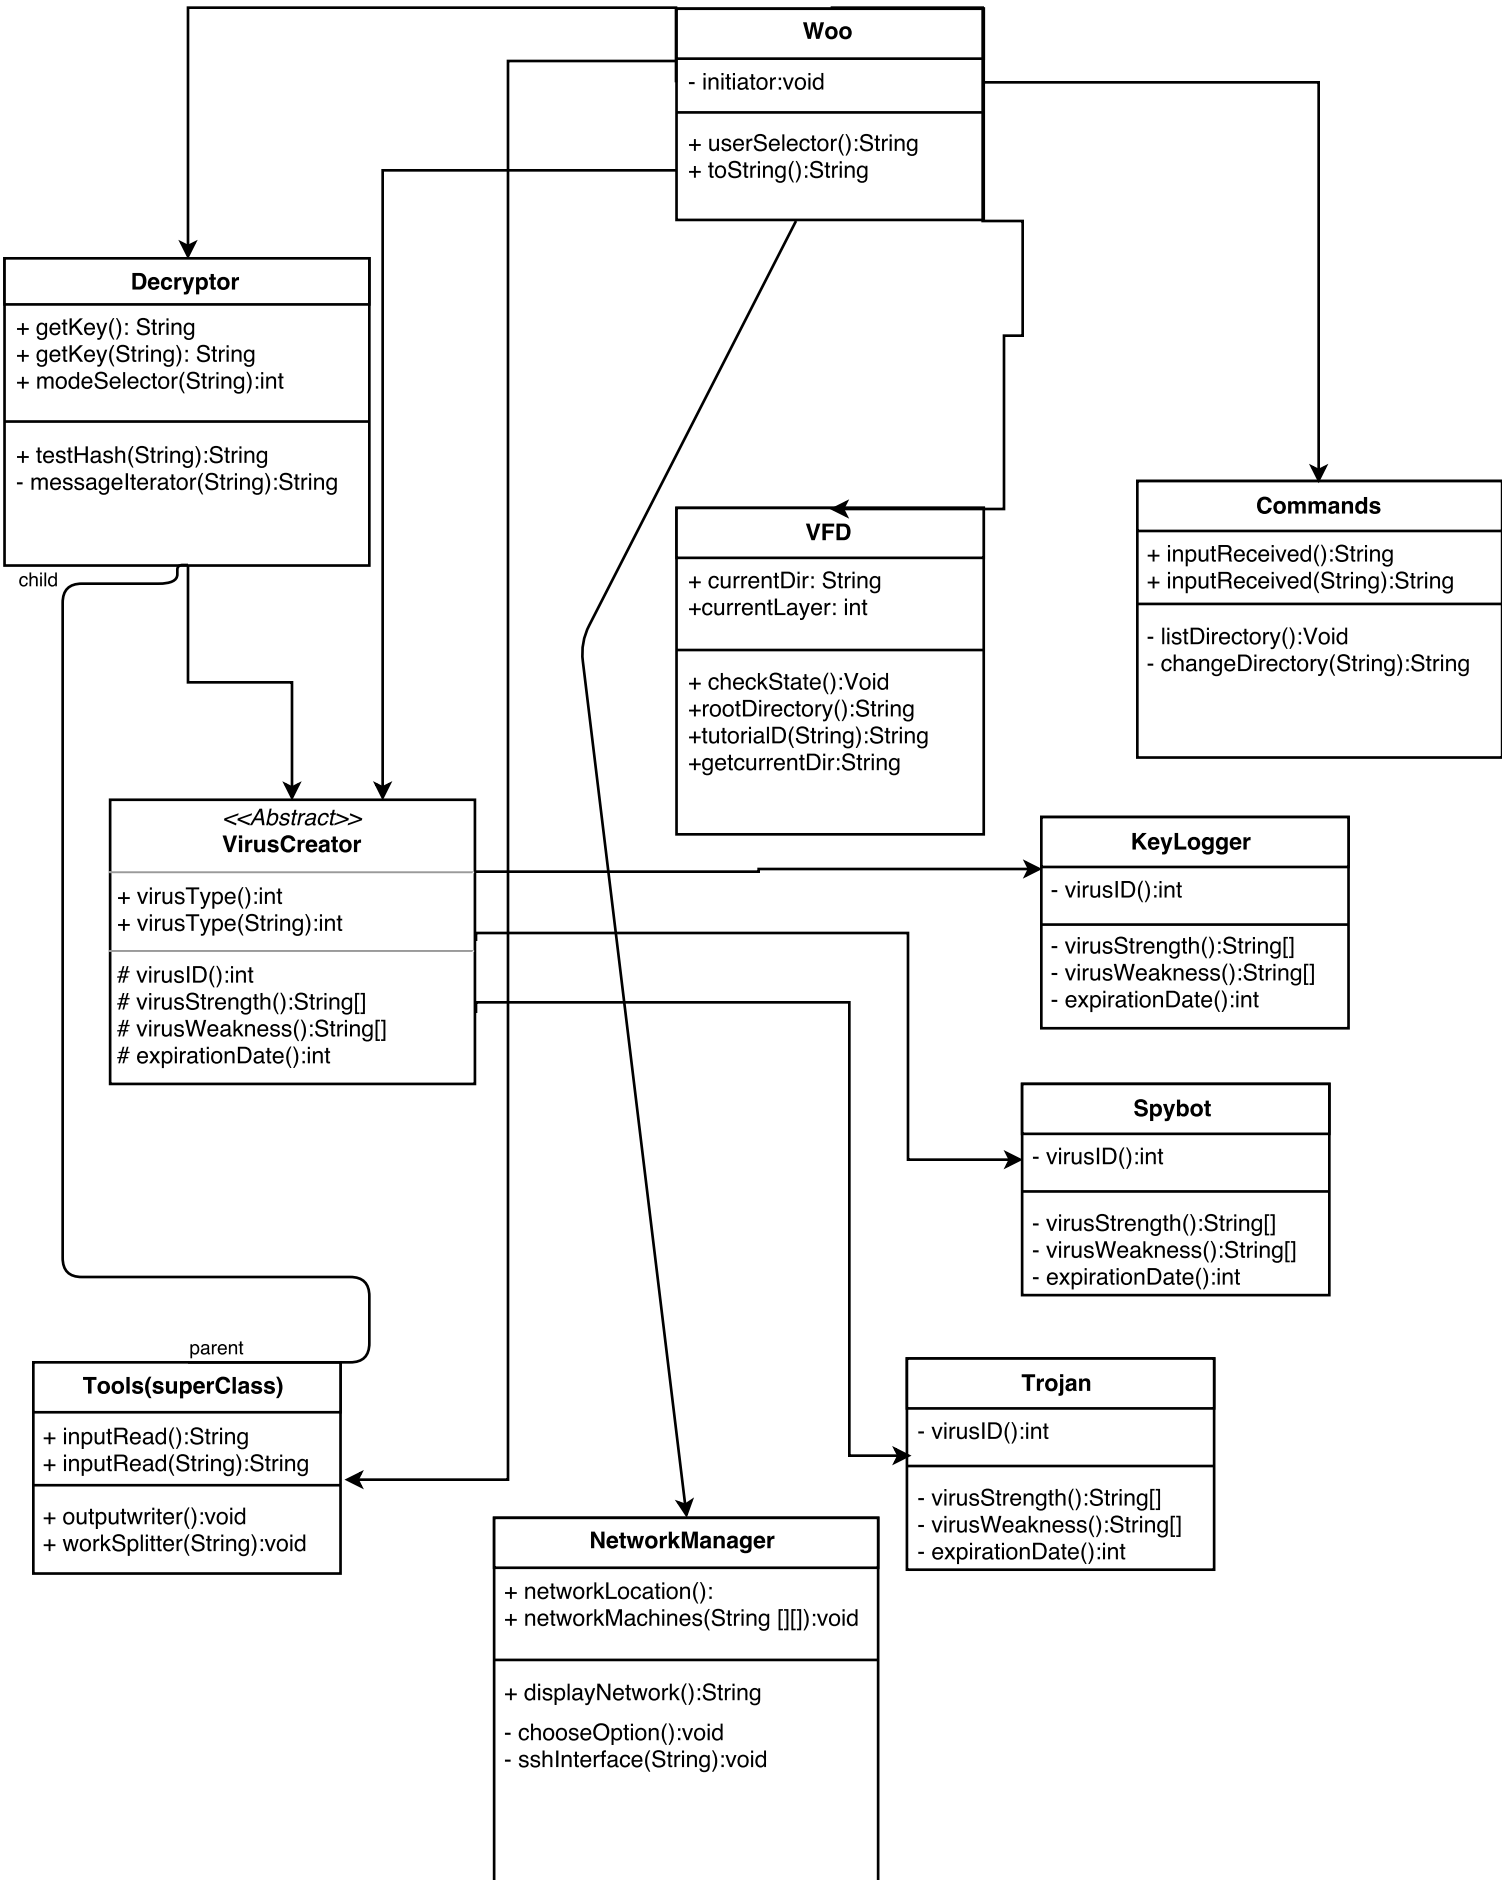 Woo
- initiator:void
+ userSelector():String
+ toString():String
Decryptor
+ getKey(): String
+ getKey(String): String
+ modeSelector(String):int
+ testHash(String):String
- messageIterator(String):String
child
VFD
+ currentDir: String
+currentLayer: int
+ checkState():Void
+rootDirectory():String
+tutorialD(String):String
+getcurrentDir:String
Commands
+ inputReceived():String
+ inputReceived(String):String
- listDirectory():Void
- changeDirectory(String):String
<<Abstract>>
VirusCreator
+ virusType():int
+ virusType(String):int
# virusID():int
# virusStrength():String[]
# virusWeakness():String[]
# expirationDate():int
KeyLogger
- virusID():int
- virusStrength():String[]
- virusWeakness():String[]
- expirationDate():int
Spybot
- virusID():int
- virusStrength():String[]
- virusWeakness():String[]
- expirationDate():int
parent
Tools(superClass)
+ inputRead():String
+ inputRead(String):String
+ outputwriter():void
+ workSplitter(String):void
Trojan
- virusID():int
- virusStrength():String[]
- virusWeakness():String[]
- expirationDate():int
NetworkManager
+ networkLocation():
+ networkMachines(String [][]):void
+ displayNetwork():String
- chooseOption():void
- sshInterface(String):void